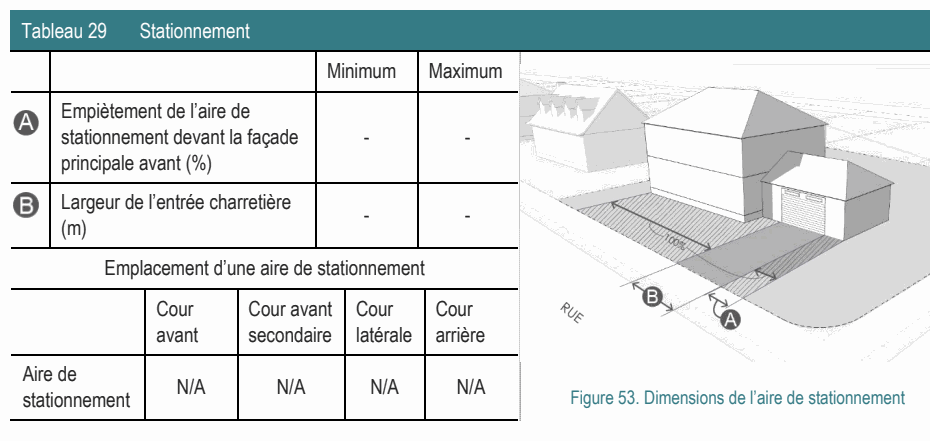 Tableau 29 Stationnement
Minimum Maximum
A Empiètement de l'aire de
stationnement devant la façade
principale avant (%) - -
B Largeur de l'entrée charretière
(m) - -
Emplacement d'une aire de stationnement
Cour
avant
Cour avant
secondaire
Cour
latérale
Cour
arrière
Aire de
stationnement
N/A N/A N/A N/A
100%
B
A
RUE
Figure 53. Dimensions de l'aire de stationnement